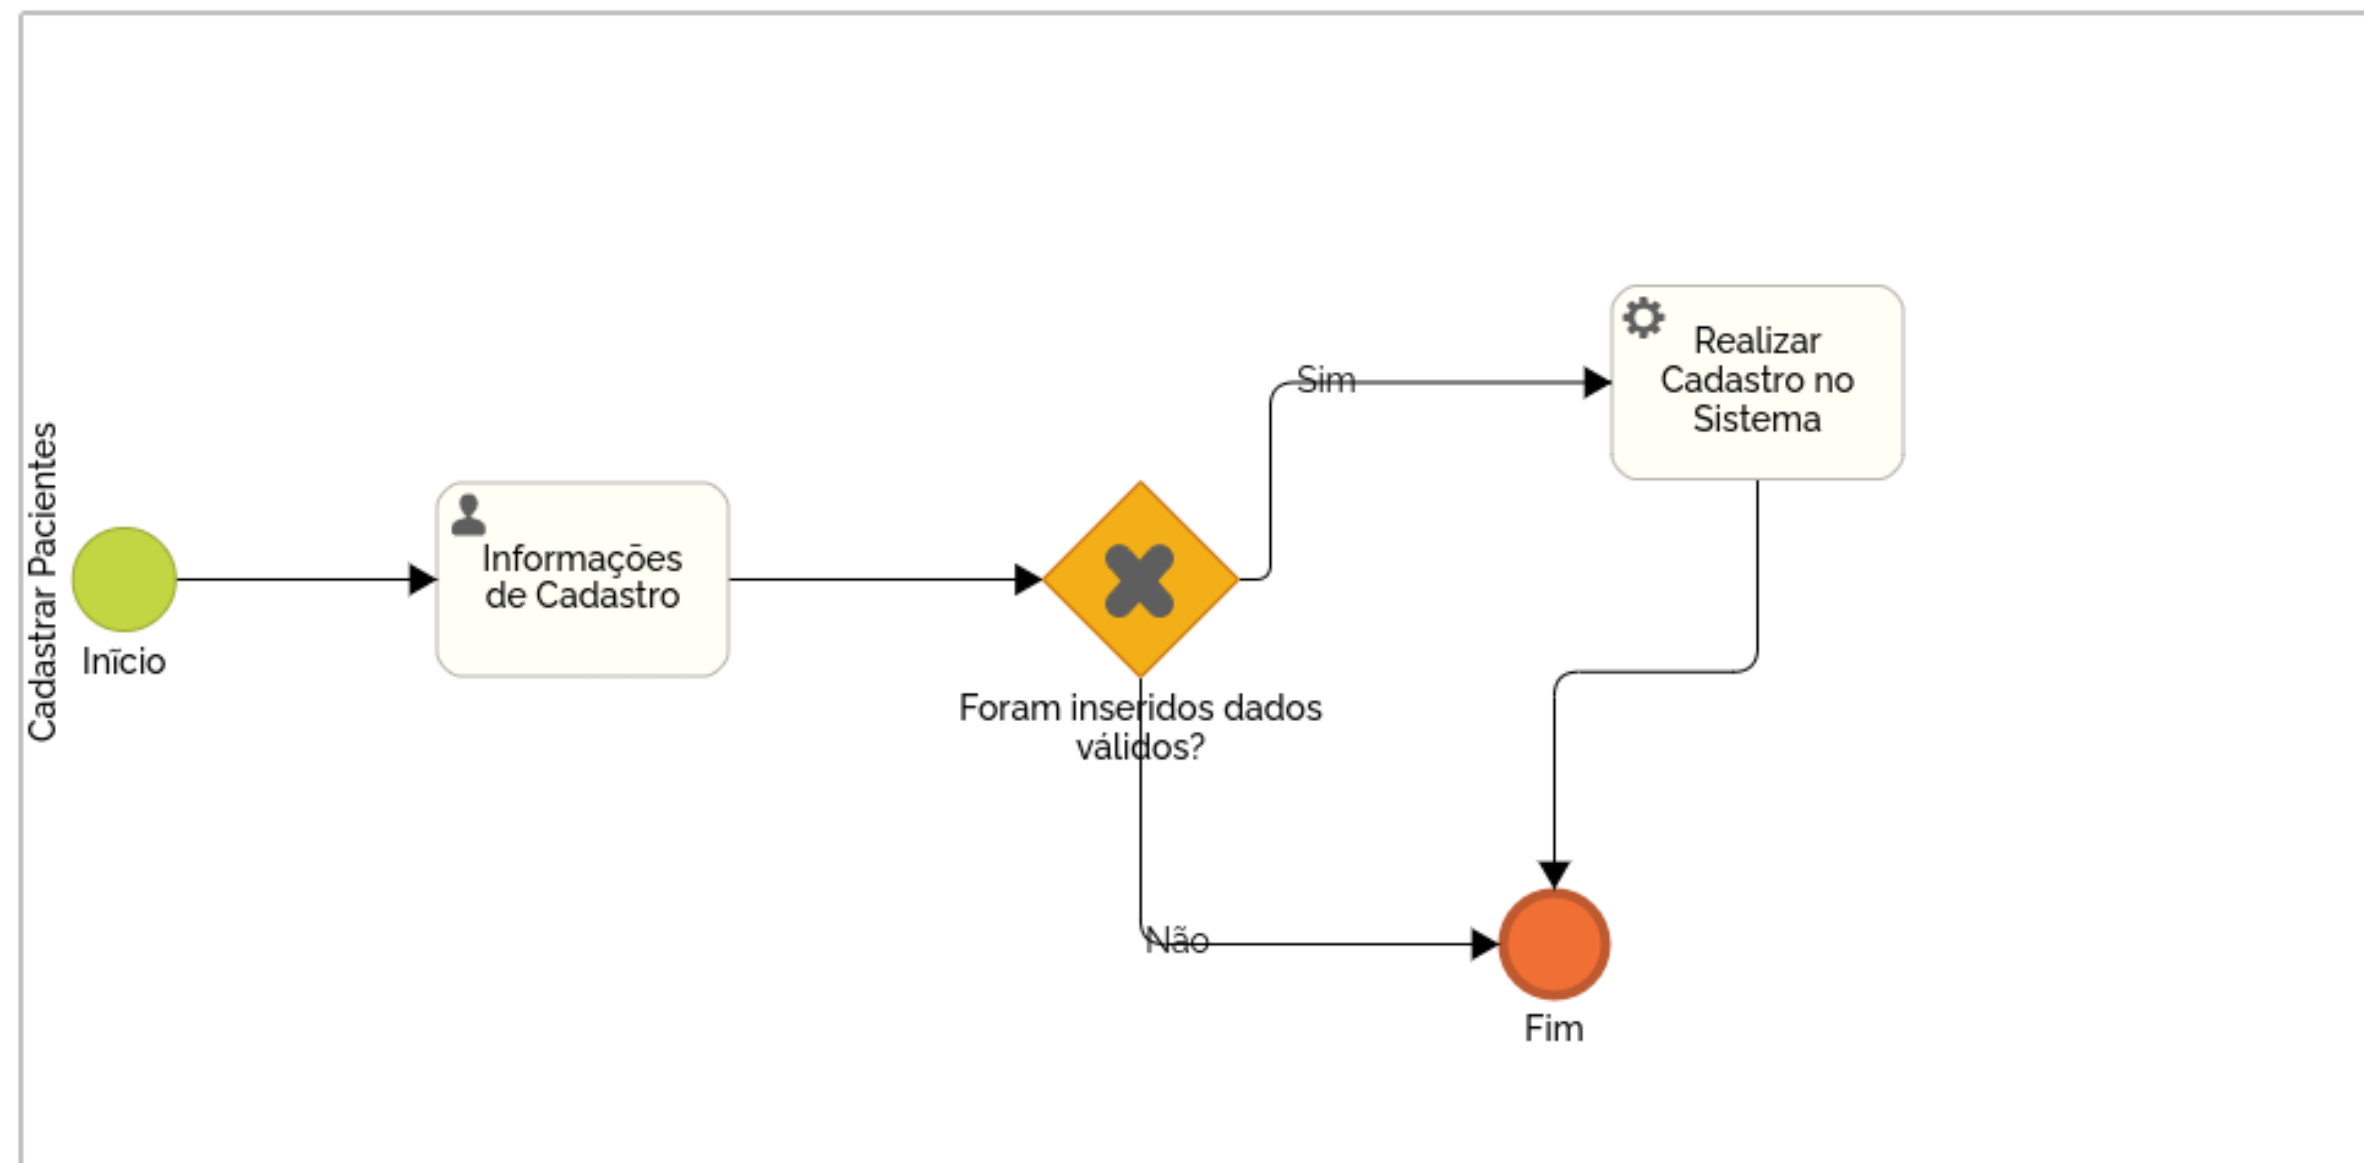 Cadastrar Pacientes
Início
Informações
de Cadastro
Foram inseridos dados
válidos?
Sim
Realizar
Cadastro no
Sistema
Não
Fim